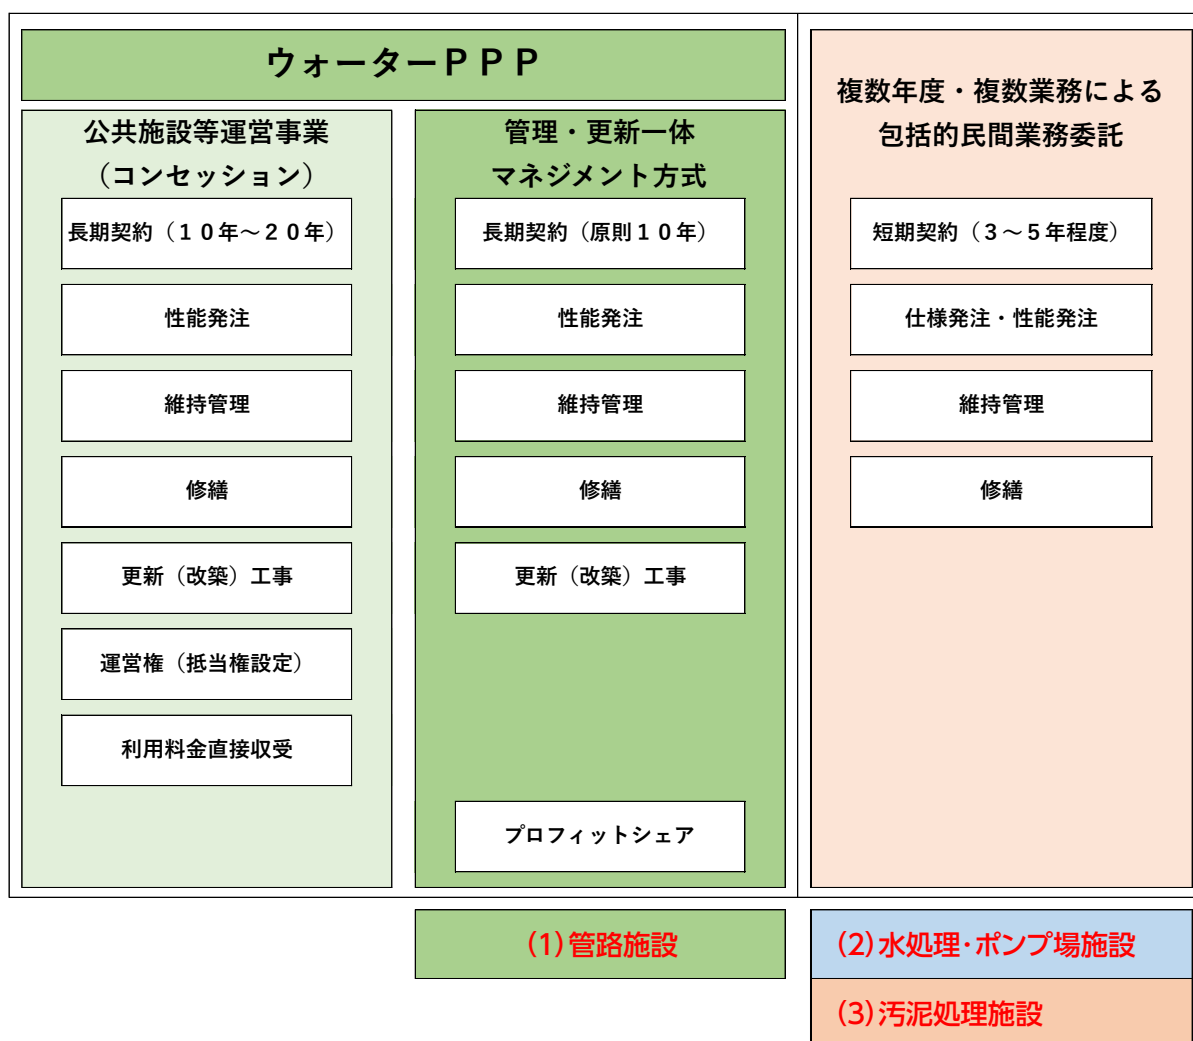 ウォーターＰＰＰ
公共施設等運営事業
（コンセッション）
長期契約（１０年～２０年）
性能発注
維持管理
修繕
更新（改築）工事
運営権（抵当権設定）
利用料金直接収受
管理・更新一体
マネジメント方式
長期契約（原則１０年）
性能発注
維持管理
修繕
更新（改築）工事
プロフィットシェア
(1)管路施設
複数年度・複数業務による
包括的民間業務委託
短期契約（３～５年程度）
仕様発注・性能発注
維持管理
修繕
(2)水処理・ポンプ場施設
(3)汚泥処理施設